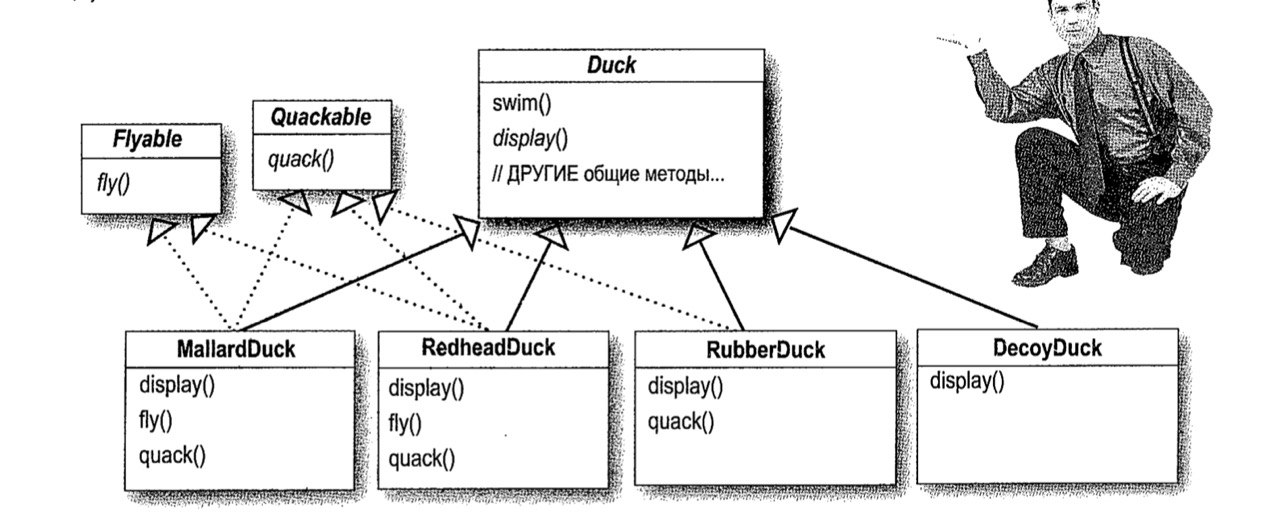 Duck
swim()
display()
// ДРУГИЕ общие методы...
Quackable
quack()
Flyable
fly()
MallardDuck
display()
fly()
quack()
RedheadDuck
display()
fly()
quack()
RubberDuck
display()
quack()
DecoyDuck
display()